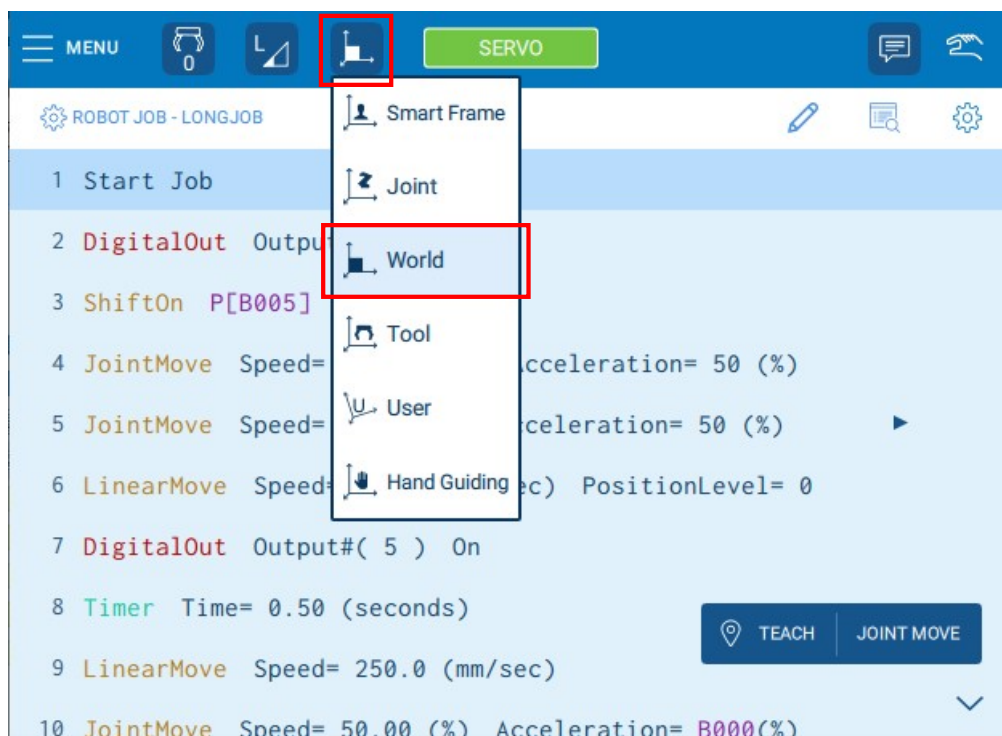 MENU 0 L SERVO
ROBOT JOB - LONGJOB
Smart Frame
Joint
World
Tool
User
Hand Guiding
1 Start Job
2 DigitalOut Outpu
3 ShiftOn P[B005]
4 JointMove Speed= cceleration= 50 (%)
5 JointMove Speed= celeration= 50 (%)
6 LinearMove Speed= ec) PositionLevel= 0
7 DigitalOut Output#( 5 ) On
8 Timer Time= 0.50 (seconds)
TEACH JOINT MOVE
9 LinearMove Speed= 250.0 (mm/sec)
10 JointMove Speed= 50.00 (%) Acceleration= B000(%)